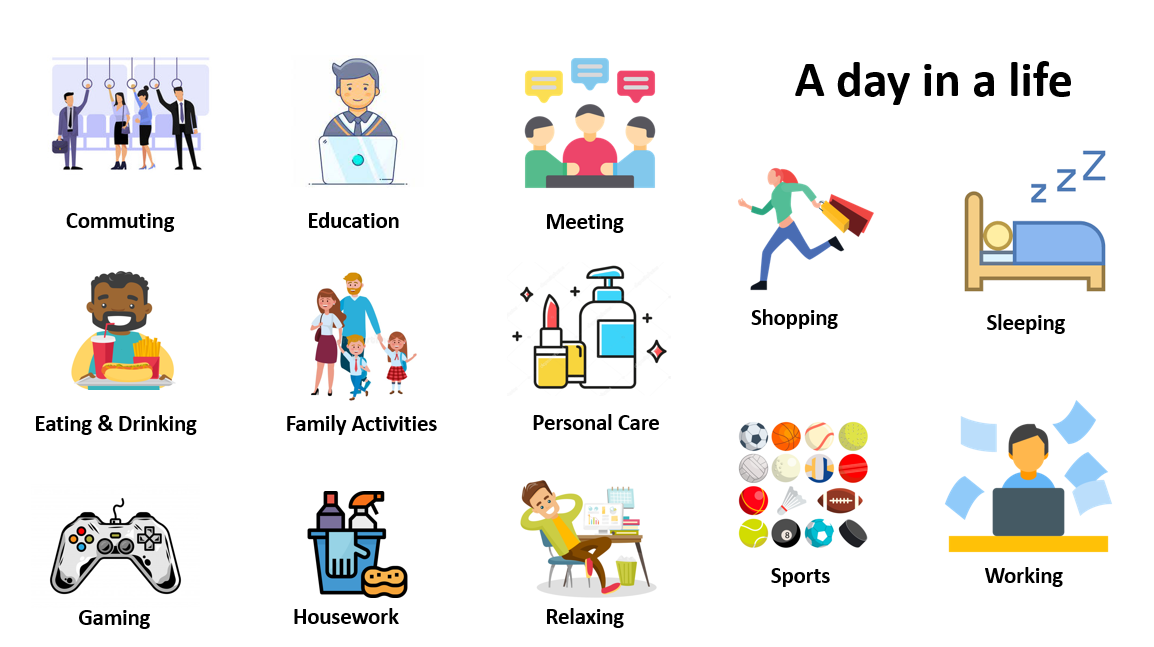 A day in a life
Commuting
Education
Meeting
Shopping
Sleeping
Eating & Drinking
Family Activities
Personal Care
Gaming
Housework
Relaxing
Sports
Working
z
z
Z
8